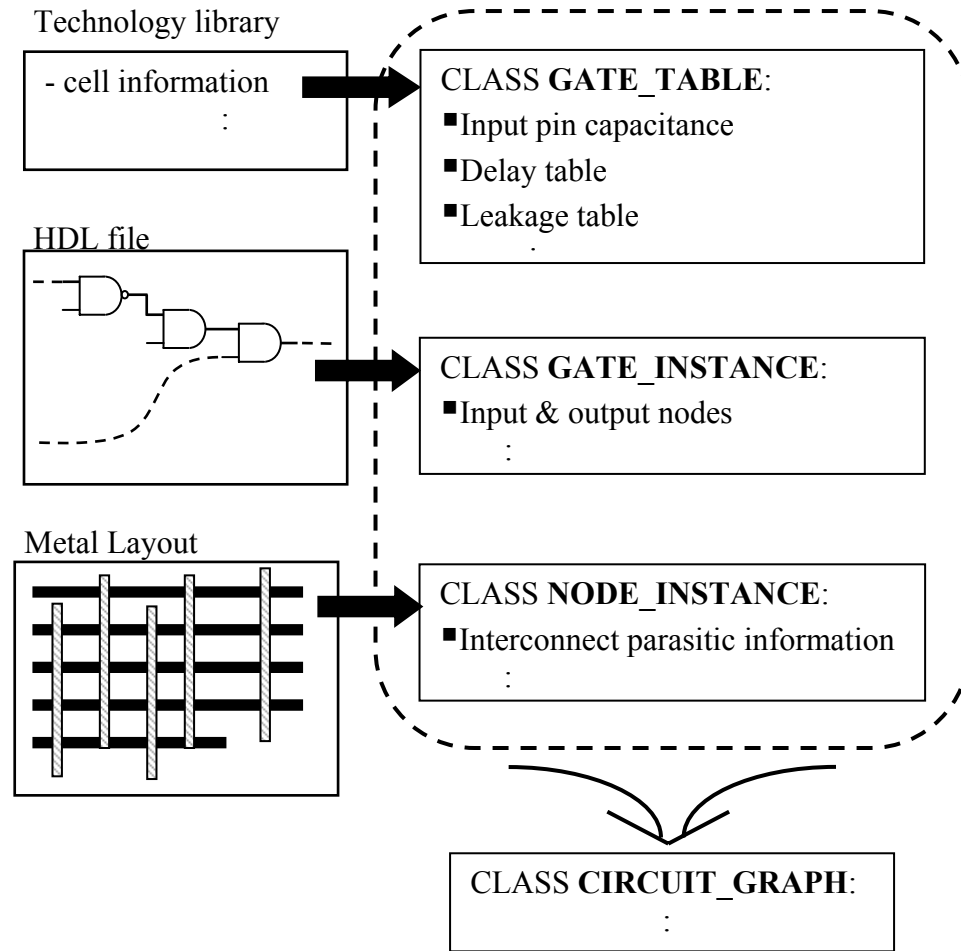 Technology library
- cell information
:
CLASS GATE_TABLE:
▪Input pin capacitance
▪Delay table
▪Leakage table
.
HDL file
CLASS GATE_INSTANCE:
▪Input & output nodes
:
Metal Layout
CLASS NODE_INSTANCE:
▪Interconnect parasitic information
:
CLASS CIRCUIT_GRAPH:
: